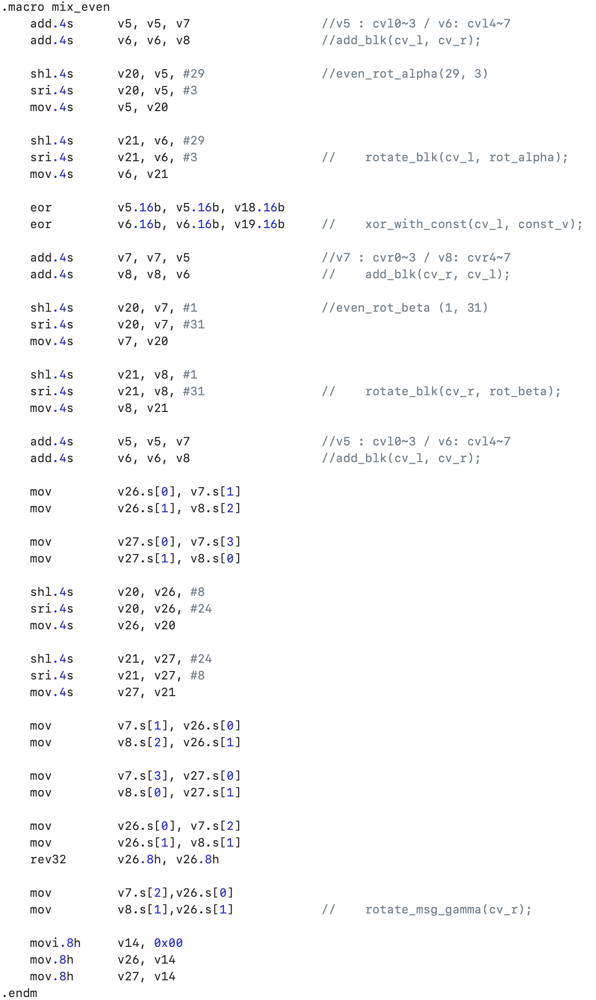 .macro mix_even
    add.4s      v5, v5, v7                  //v5 : cvl0~3 / v6: cvl4~7
    add.4s      v6, v6, v8                  //add_blk(cv_l, cv_r);

    shl.4s      v20, v5, #29                //even_rot_alpha(29, 3)
    sri.4s      v20, v5, #3
    mov.4s      v5, v20

    shl.4s      v21, v6, #29
    sri.4s      v21, v6, #3                 //    rotate_blk(cv_l, rot_alpha);
    mov.4s      v6, v21

    eor         v5.16b, v5.16b, v18.16b
    eor         v6.16b, v6.16b, v19.16b     //    xor_with_const(cv_l, const_v);

    add.4s      v7, v7, v5                  //v7 : cvr0~3 / v8: cvr4~7
    add.4s      v8, v8, v6                  //    add_blk(cv_r, cv_l);

    shl.4s      v20, v7, #1                 //even_rot_beta (1, 31)
    sri.4s      v20, v7, #31
    mov.4s      v7, v20

    shl.4s      v21, v8, #1
    sri.4s      v21, v8, #31                //    rotate_blk(cv_r, rot_beta);
    mov.4s      v8, v21

    add.4s      v5, v5, v7                  //v5 : cvl0~3 / v6: cvl4~7
    add.4s      v6, v6, v8                  //add_blk(cv_l, cv_r);

    mov         v26.s[0], v7.s[1]
    mov         v26.s[1], v8.s[2]

    mov         v27.s[0], v7.s[3]
    mov         v27.s[1], v8.s[0]

    shl.4s      v20, v26, #8
    sri.4s      v20, v26, #24
    mov.4s      v26, v20

    shl.4s      v21, v27, #24
    sri.4s      v21, v27, #8
    mov.4s      v27, v21

    mov         v7.s[1], v26.s[0]
    mov         v8.s[2], v26.s[1]

    mov         v7.s[3], v27.s[0]
    mov         v8.s[0], v27.s[1]

    mov         v26.s[0], v7.s[2]
    mov         v26.s[1], v8.s[1]
    rev32       v26.8h, v26.8h

    mov         v7.s[2],v26.s[0]
    mov         v8.s[1],v26.s[1]            //    rotate_msg_gamma(cv_r);

    movi.8h     v14, 0x00
    mov.8h      v26, v14
    mov.8h      v27, v14
.endm